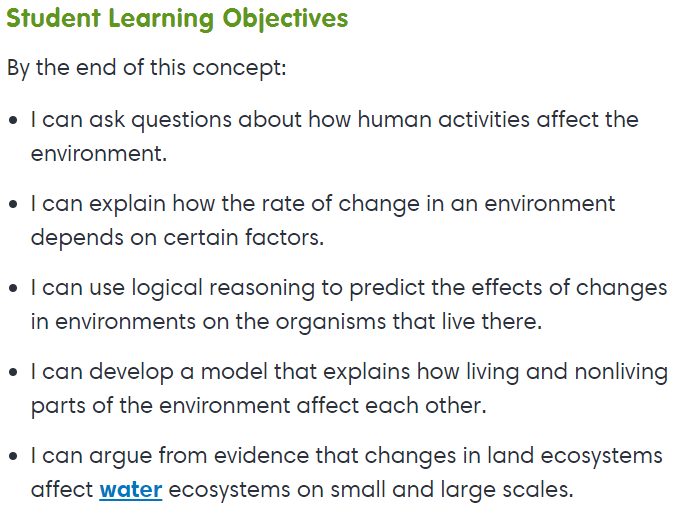 Student Learning Objectives
By the end of this concept:
• I can ask questions about how human activities affect the
environment.
• I can explain how the rate of change in an environment
depends on certain factors.
• I can use logical reasoning to predict the effects of changes
in environments on the organisms that live there.
• I can develop a model that explains how living and nonliving
parts of the environment affect each other.
• I can argue from evidence that changes in land ecosystems
affect water ecosystems on small and large scales.